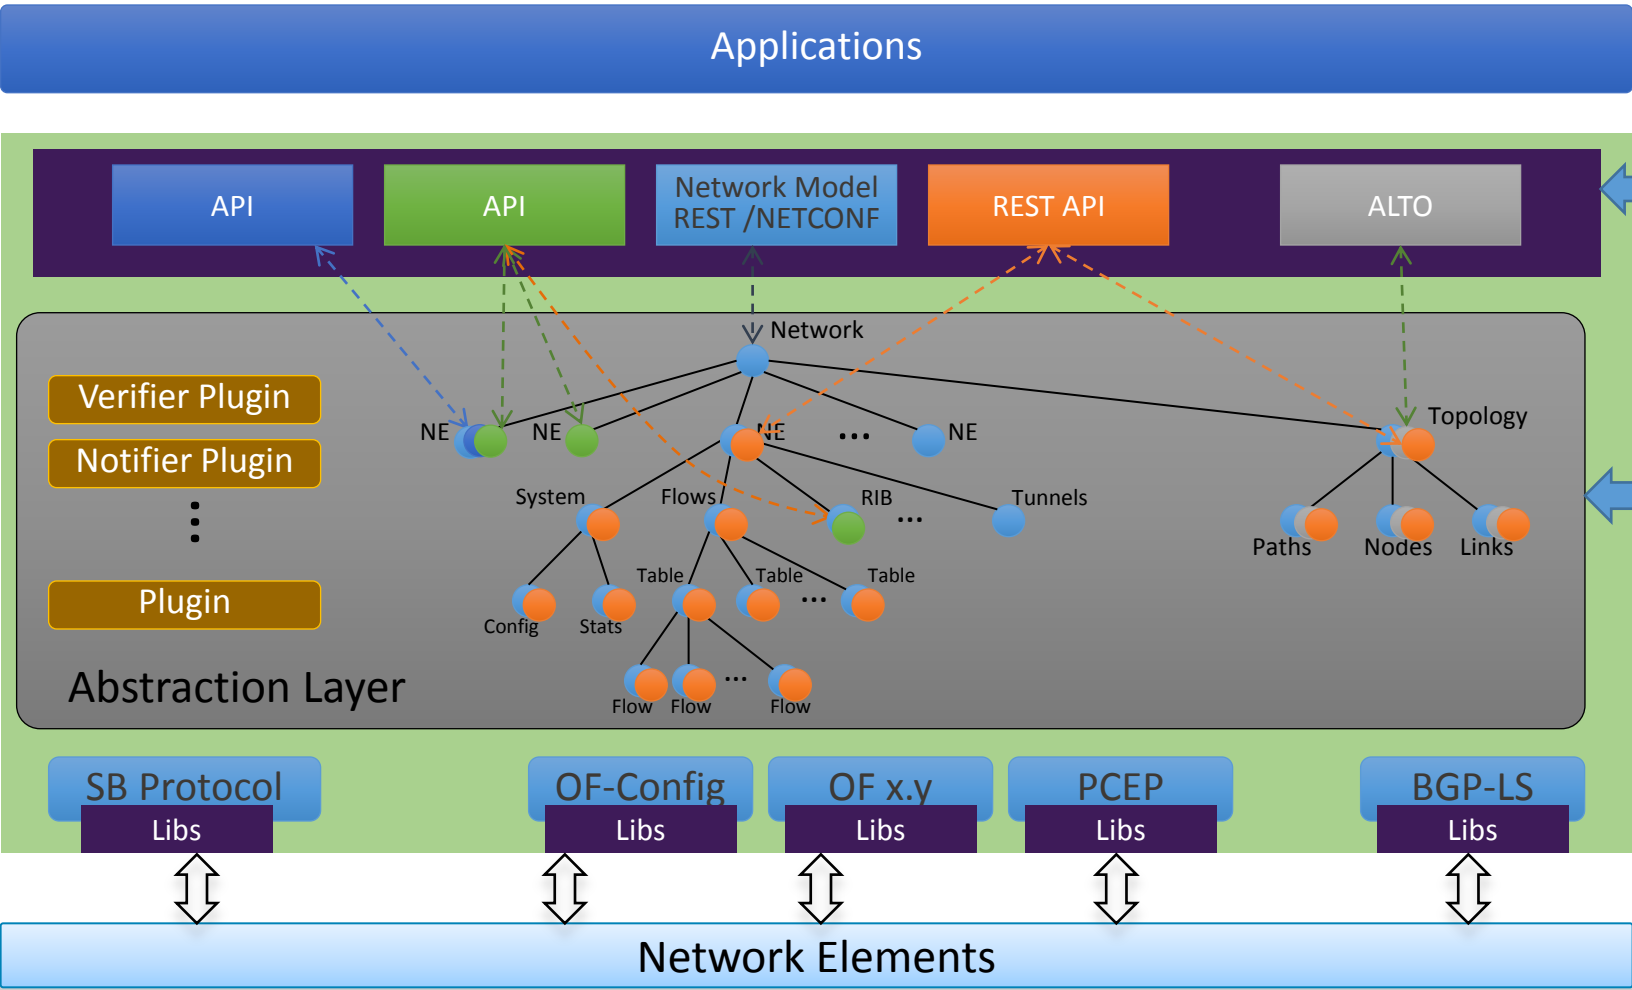 Applications
API
API
Network Model
REST /NETCONF
REST API
ALTO
Network
Verifier Plugin
NE
NE
NE
...
NE
Topology
Notifier Plugin
System
Flows
RIB
...
Tunnels
Paths
Nodes
Links
Plugin
Table
Table
...
Table
Config
Stats
Abstraction Layer
...
Flow
Flow
Flow
SB Protocol
OF-Config
OF x.y
PCEP
BGP-LS
Libs
Libs
Libs
Libs
Libs
Network Elements